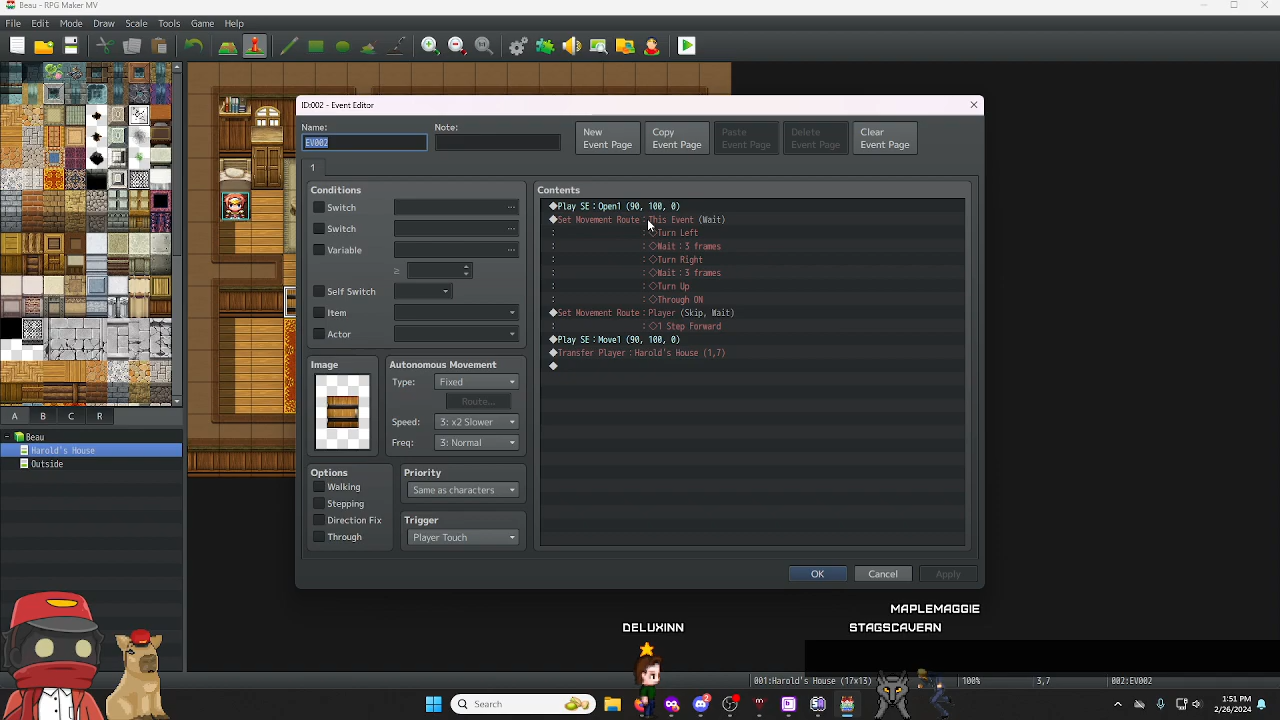 Beau - RPG Maker MV
File Edit Mode Draw Scale Tools Game Help
ID:002 - Event Editor
Name: Note:
EV002
New Event Page
Copy Event Page
Paste Event Page
Delete Event Page
Clear Event Page
1
Conditions
Switch ...
Switch ...
Variable ...
≥
Self Switch
Item
Actor
Image
Autonomous Movement
Type: Fixed
Route...
Speed: 3: x2 Slower
Freq: 3: Normal
Options
Walking
Stepping
Direction Fix
Through
Priority
Same as characters
Trigger
Player Touch
Contents
◆Play SE:Open1 (90, 100, 0)
◆Set Movement Route:This Event (Wait)
: :◇Turn Left
: :◇Wait:3 frames
: :◇Turn Right
: :◇Wait:3 frames
: :◇Turn Up
: :◇Through ON
◆Set Movement Route:Player (Skip, Wait)
: :◇1 Step Forward
◆Play SE:Move1 (90, 100, 0)
◆Transfer Player:Harold's House (1,7)
◆
OK Cancel Apply
A B C R
Beau
Harold's House
Outside
MAPLEMAGGIE
DELUXINN
STAGSCAVERN
001:Harold's House (17x13) 100% 3,7 002:EV002
Search
2
1:51 PM
2/26/2024